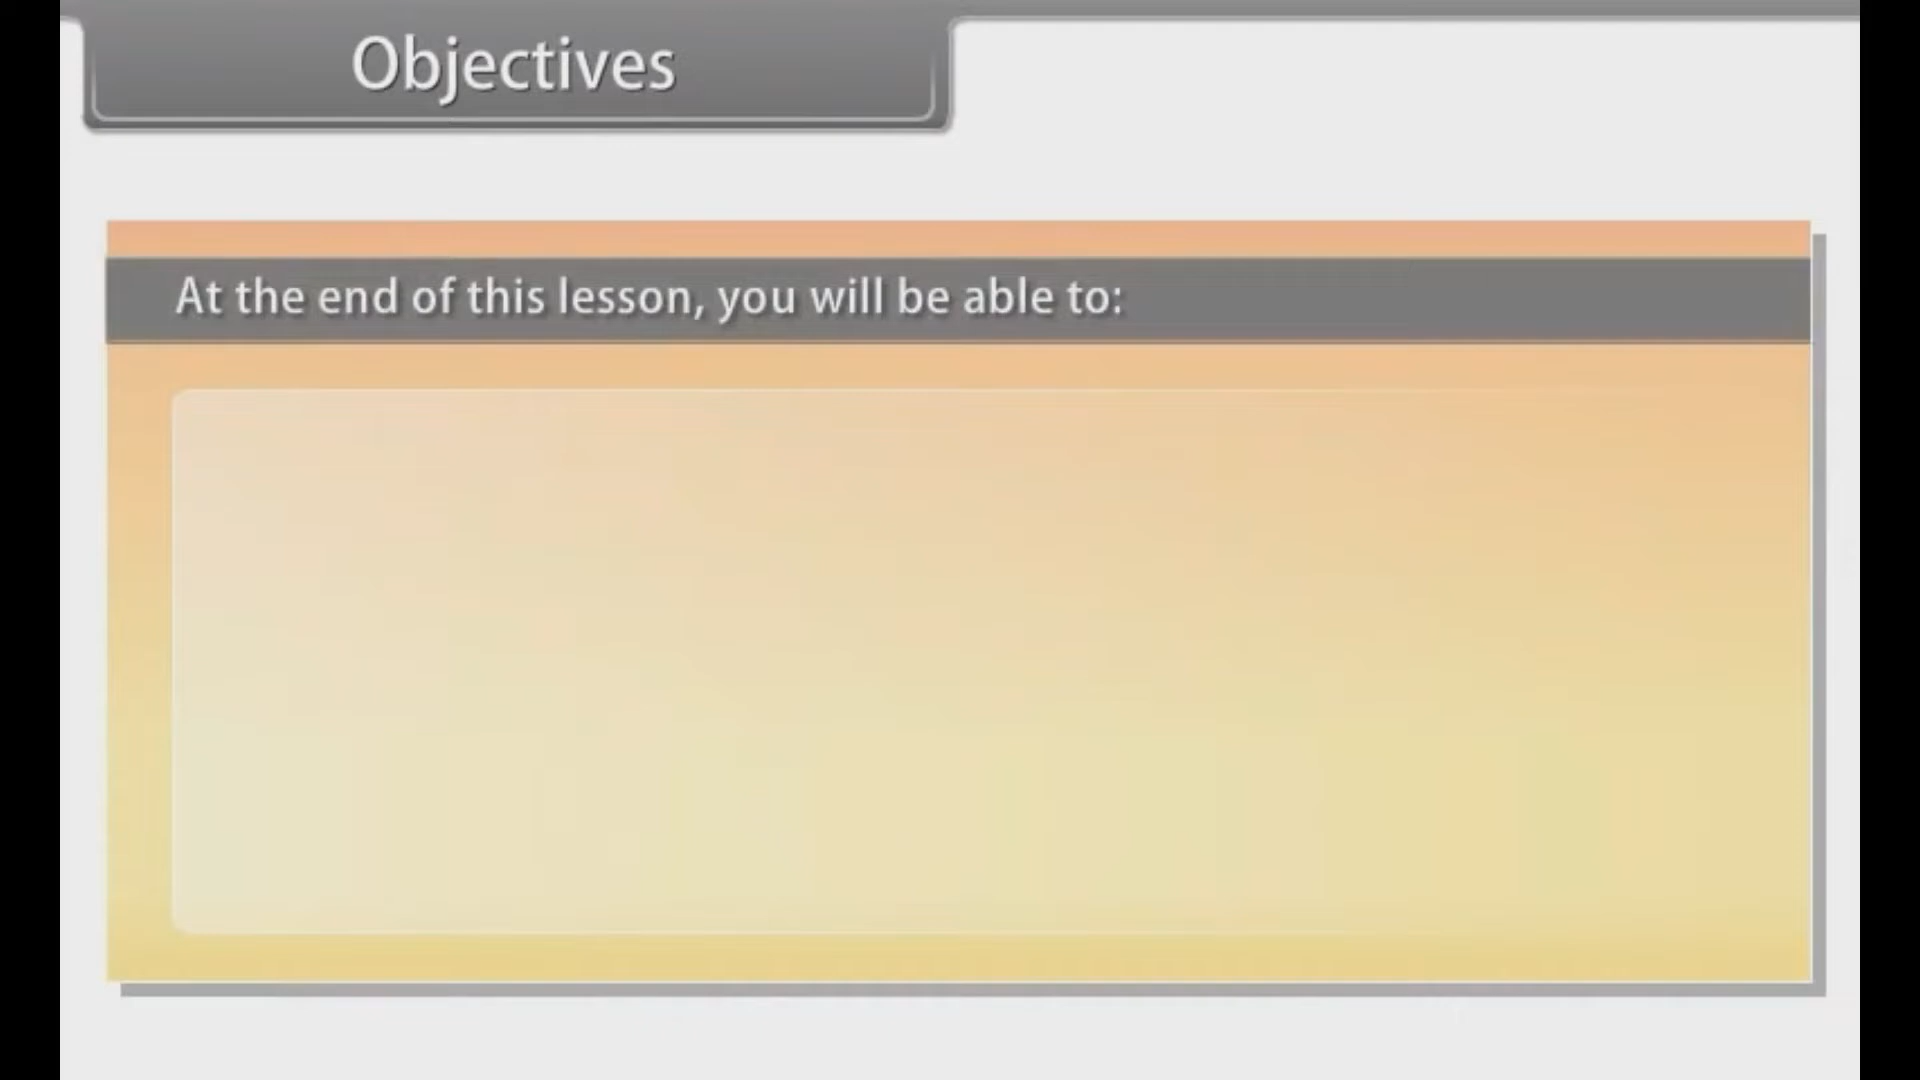 Objectives
At the end of this lesson, you will be able to: